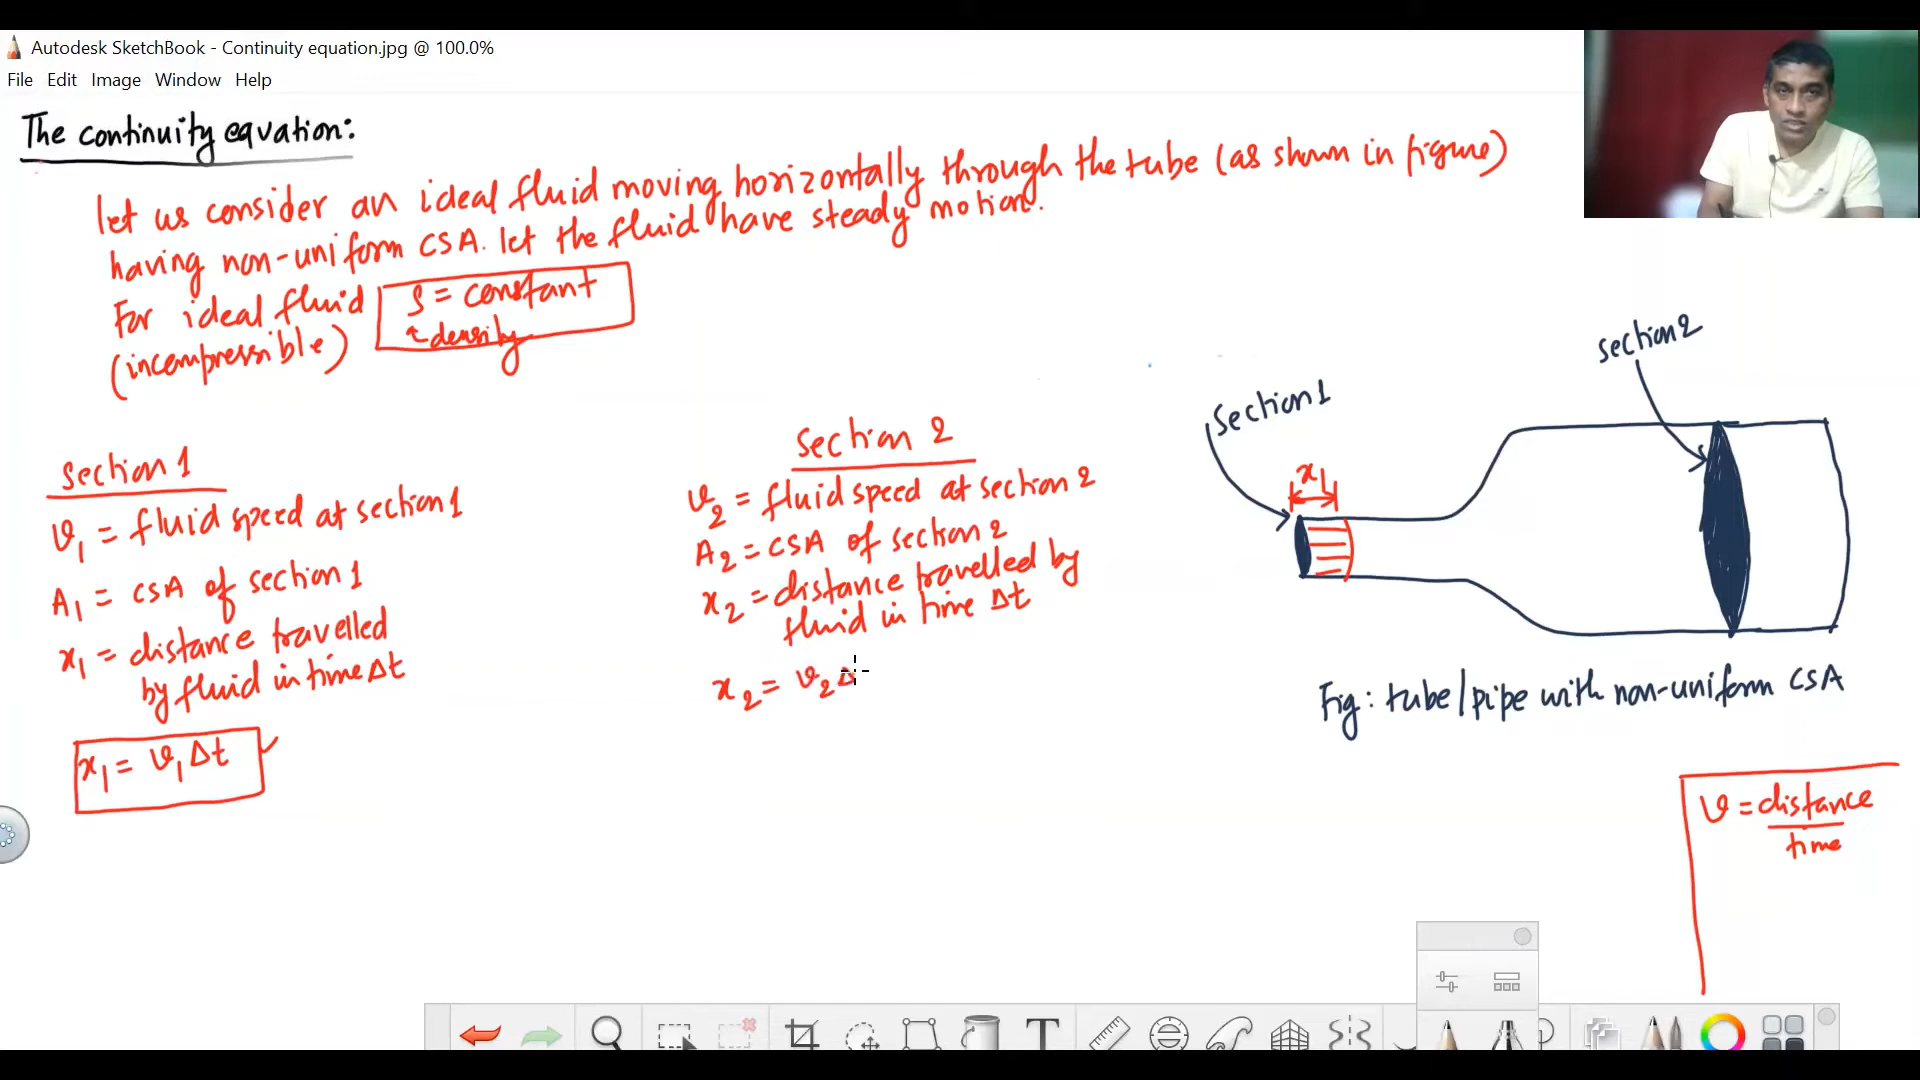 Autodesk SketchBook - Continuity equation.jpg @ 100.0%
File Edit Image Window Help
The continuity equation:
let us consider an ideal fluid moving horizontally through the tube (as shown in figure)
having non-uniform CSA. let the fluid have steady motion.
For ideal fluid
(incompressible)
ρ = constant
density
Section 1
v₁ = fluid speed at section 1
A₁ = CSA of section 1
x₁ = distance travelled
by fluid in time Δt
x₁ = v₁ Δt
Section 2
v₂ = fluid speed at section 2
A₂ = CSA of section 2
x₂ = distance travelled by
fluid in time Δt
x₂ = v₂ Δ
section 2
Section 1
x₁
Fig: tube/pipe with non-uniform CSA
v = distance
time
T